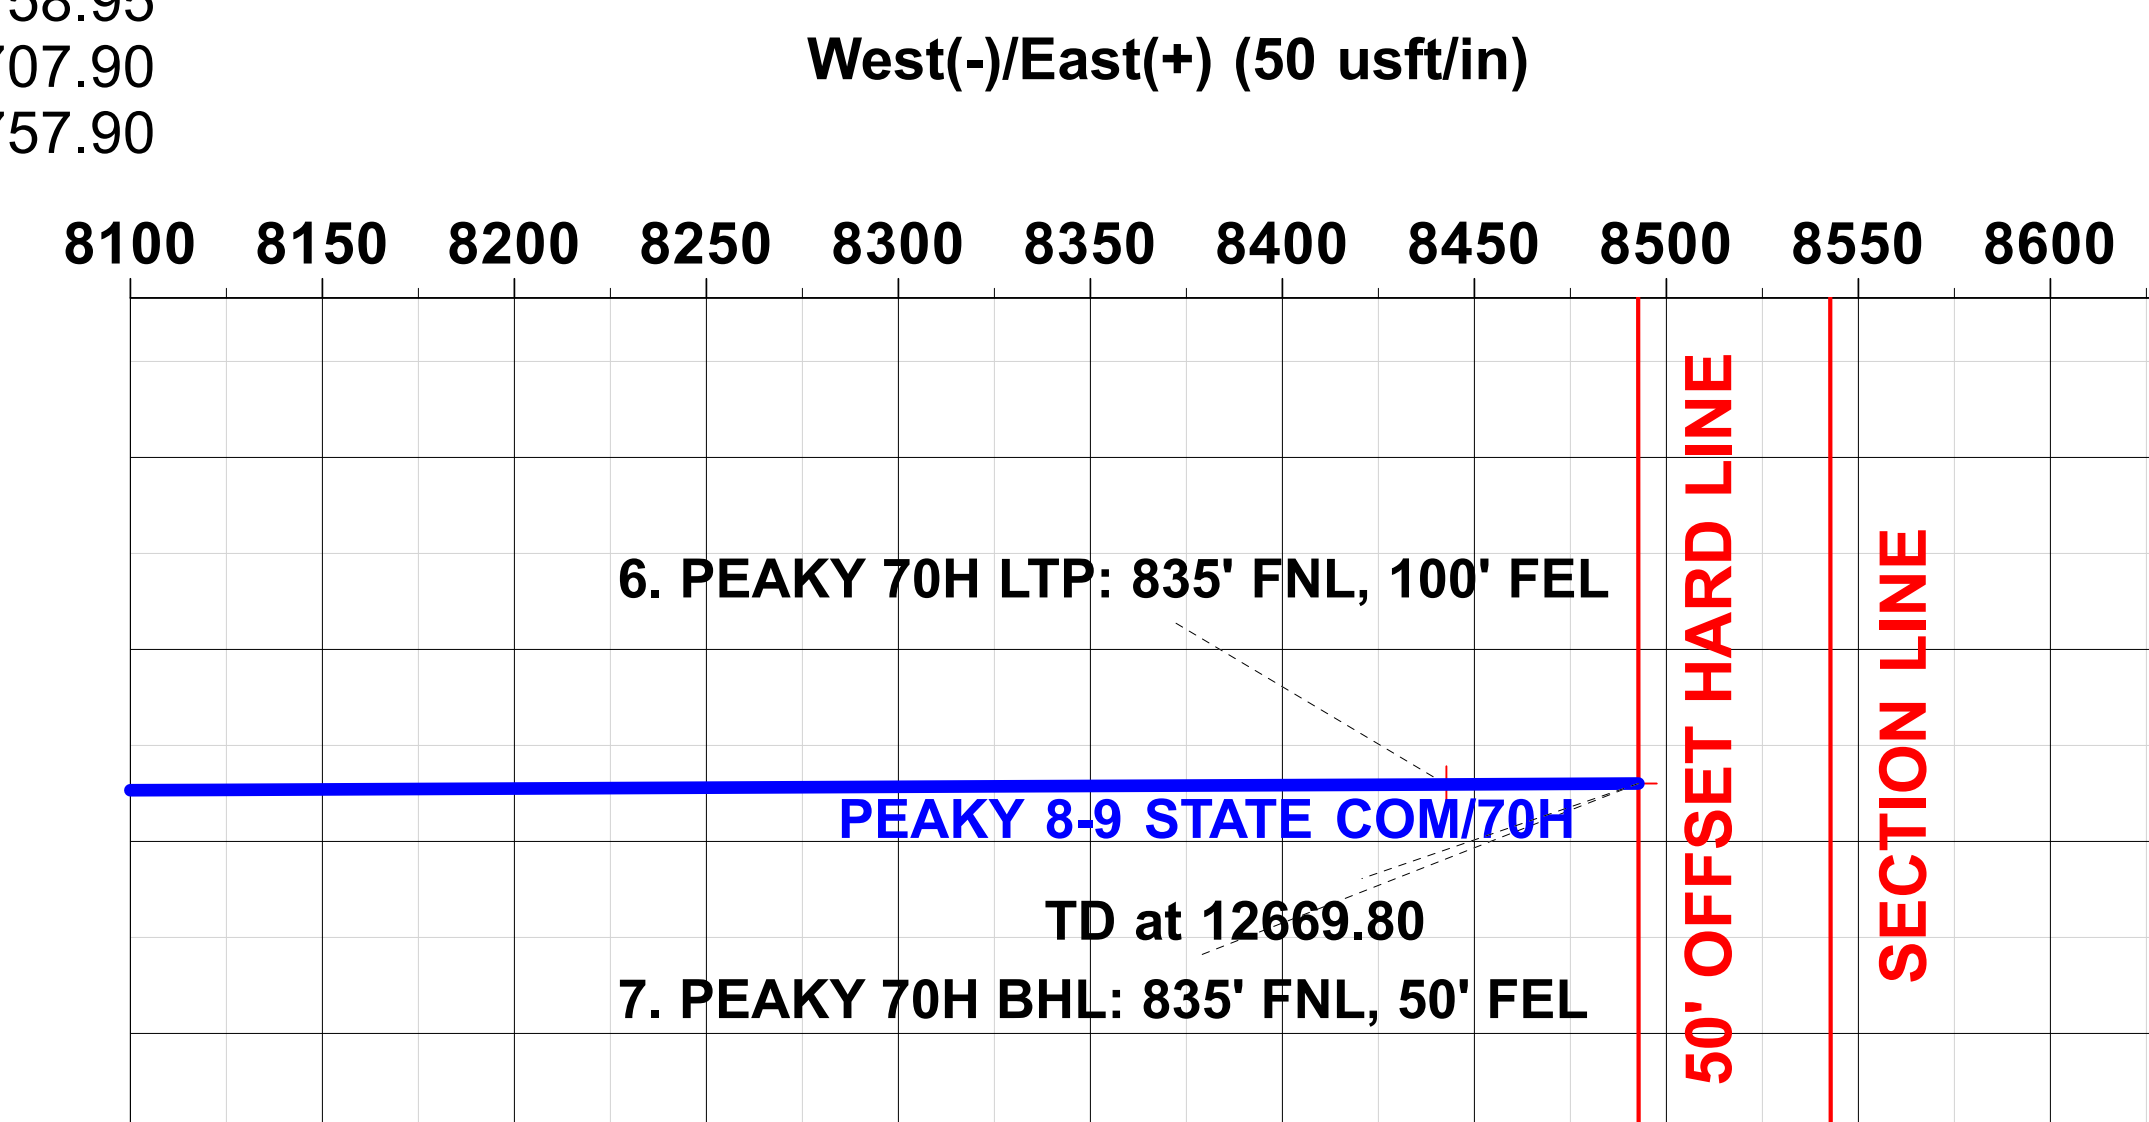 58.95
707.90
757.90
West(-)/East(+) (50 usft/in)
8100 8150 8200 8250 8300 8350 8400 8450 8500 8550 8600
6. PEAKY 70H LTP: 835' FNL, 100' FEL
PEAKY 8-9 STATE COM/70H
TD at 12669.80
7. PEAKY 70H BHL: 835' FNL, 50' FEL
50' OFFSET HARD LINE
SECTION LINE